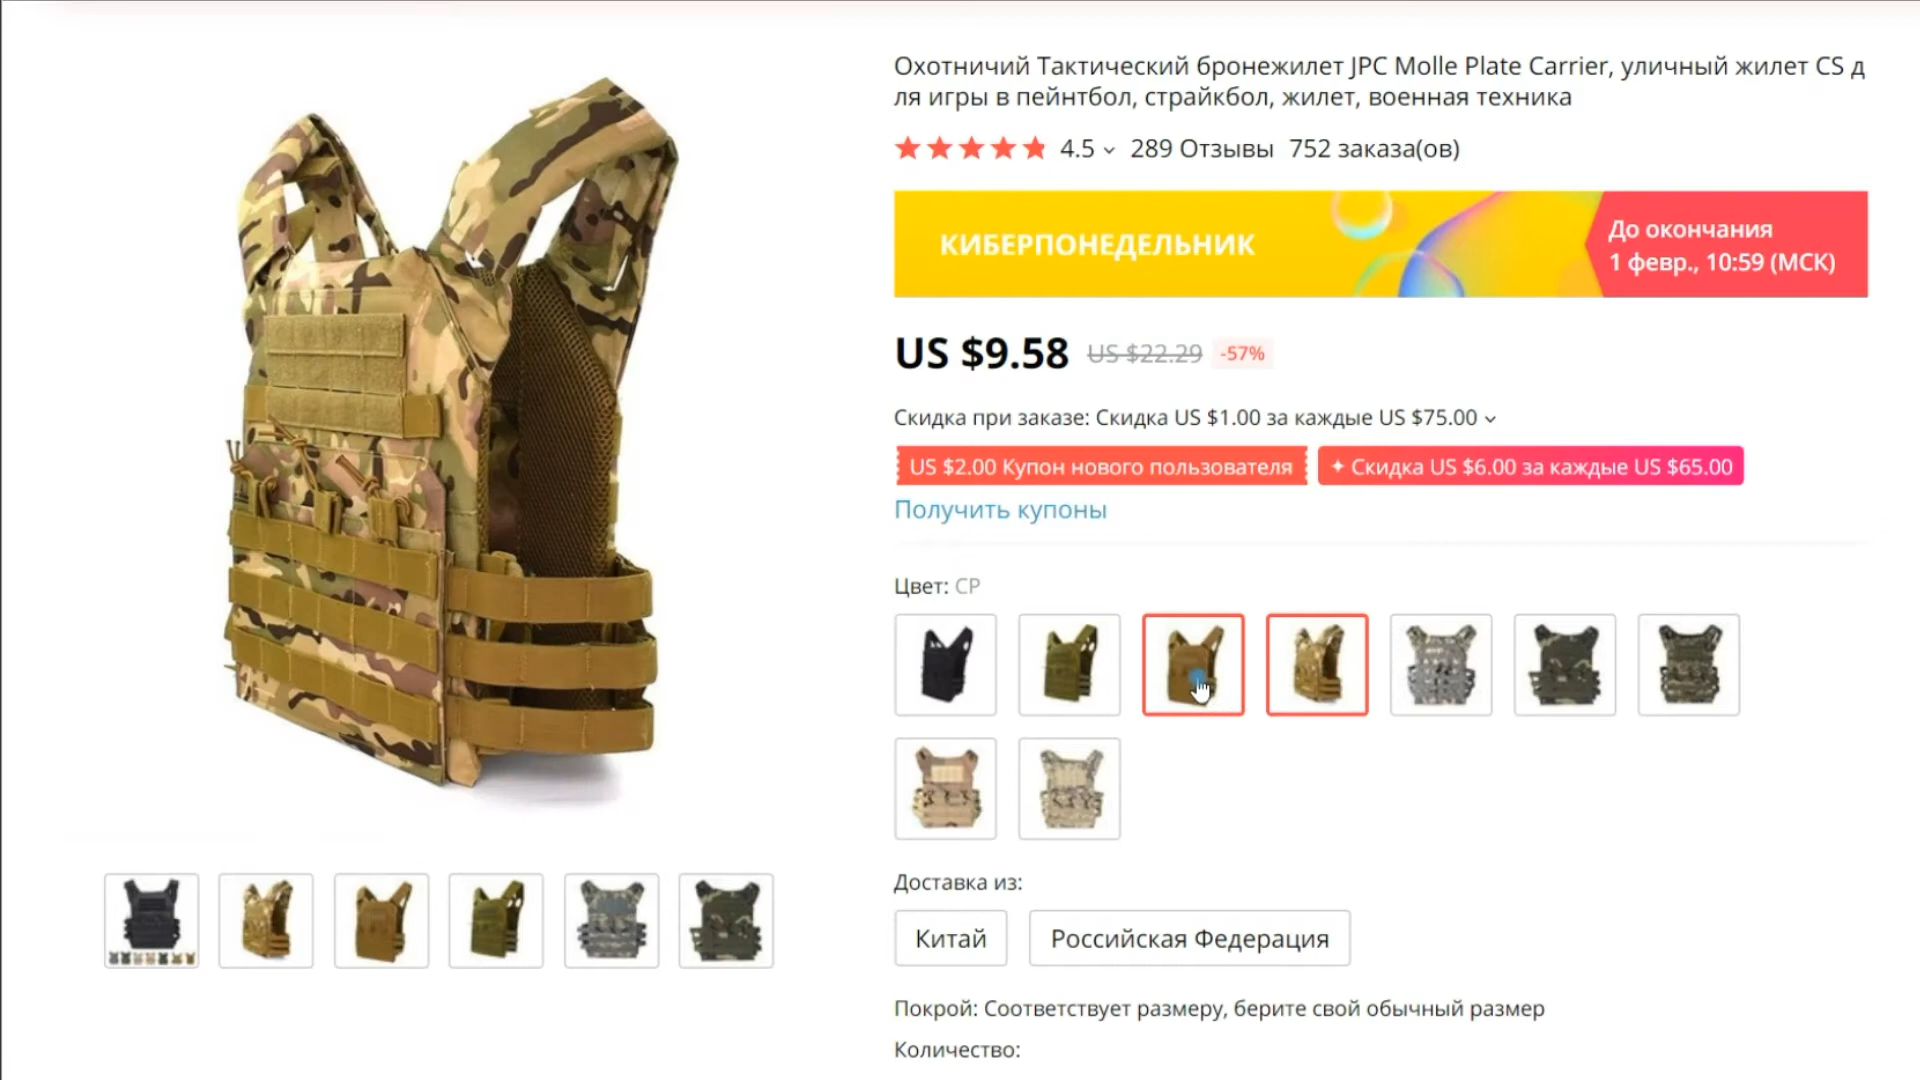 Охотничий Тактический бронежилет JPC Molle Plate Carrier, уличный жилет CS д
ля игры в пейнтбол, страйкбол, жилет, военная техника
4.5 289 Отзывы 752 заказа(ов)
КИБЕРПОНЕДЕЛЬНИК
До окончания
1 февр., 10:59 (МСК)
US $9.58 US $22.29 -57%
Скидка при заказе: Скидка US $1.00 за каждые US $75.00
US $2.00 Купон нового пользователя
Скидка US $6.00 за каждые US $65.00
Получить купоны
Цвет: CP
Доставка из:
Китай
Российская Федерация
Покрой: Соответствует размеру, берите свой обычный размер
Количество: